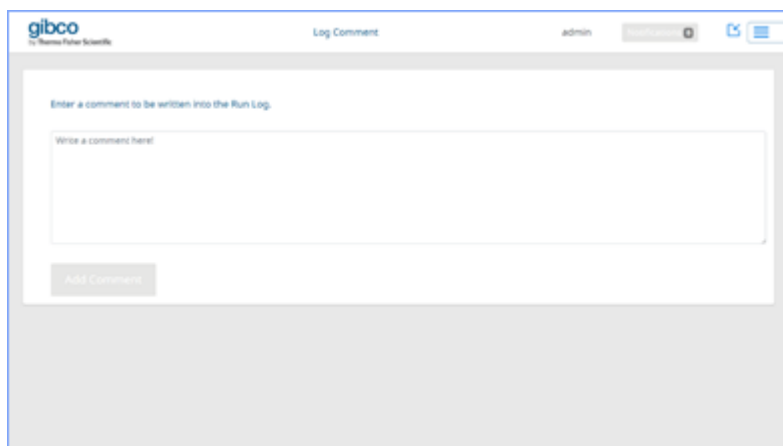 gibco
by Thermo Fisher Scientific
Log Comment
admin
0
Enter a comment to be written into the Run Log.
Write a comment here!
Add Comment